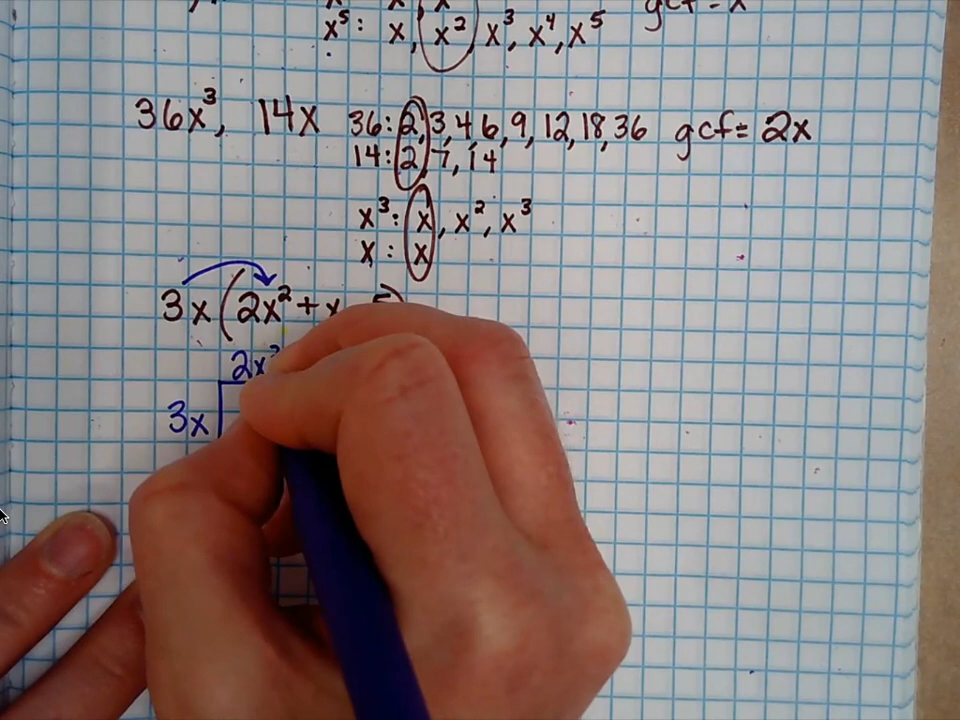 x⁵: x, x², x³, x⁴, x⁵
36x³, 14x 36: 2, 3, 4, 6, 9, 12, 18, 36 gcf = 2x
14: 2, 7, 14
x³: x, x², x³
x: x
3x(2x² + x
2x²
3x